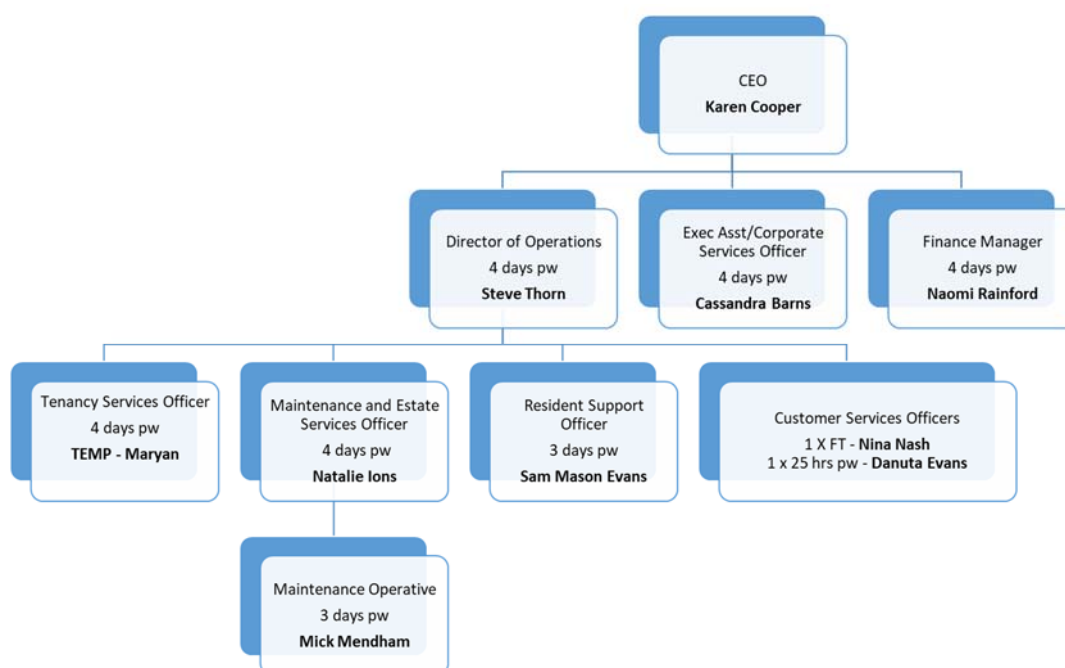 CEO
Karen Cooper
Director of Operations
4 days pw
Steve Thorn
Exec Asst/Corporate
Services Officer
4 days pw
Cassandra Barns
Finance Manager
4 days pw
Naomi Rainford
Tenancy Services Officer
4 days pw
TEMP - Maryan
Maintenance and Estate
Services Officer
4 days pw
Natalie Ions
Resident Support
Officer
3 days pw
Sam Mason Evans
Customer Services Officers
1 X FT - Nina Nash
1 x 25 hrs pw - Danuta Evans
Maintenance Operative
3 days pw
Mick Mendham